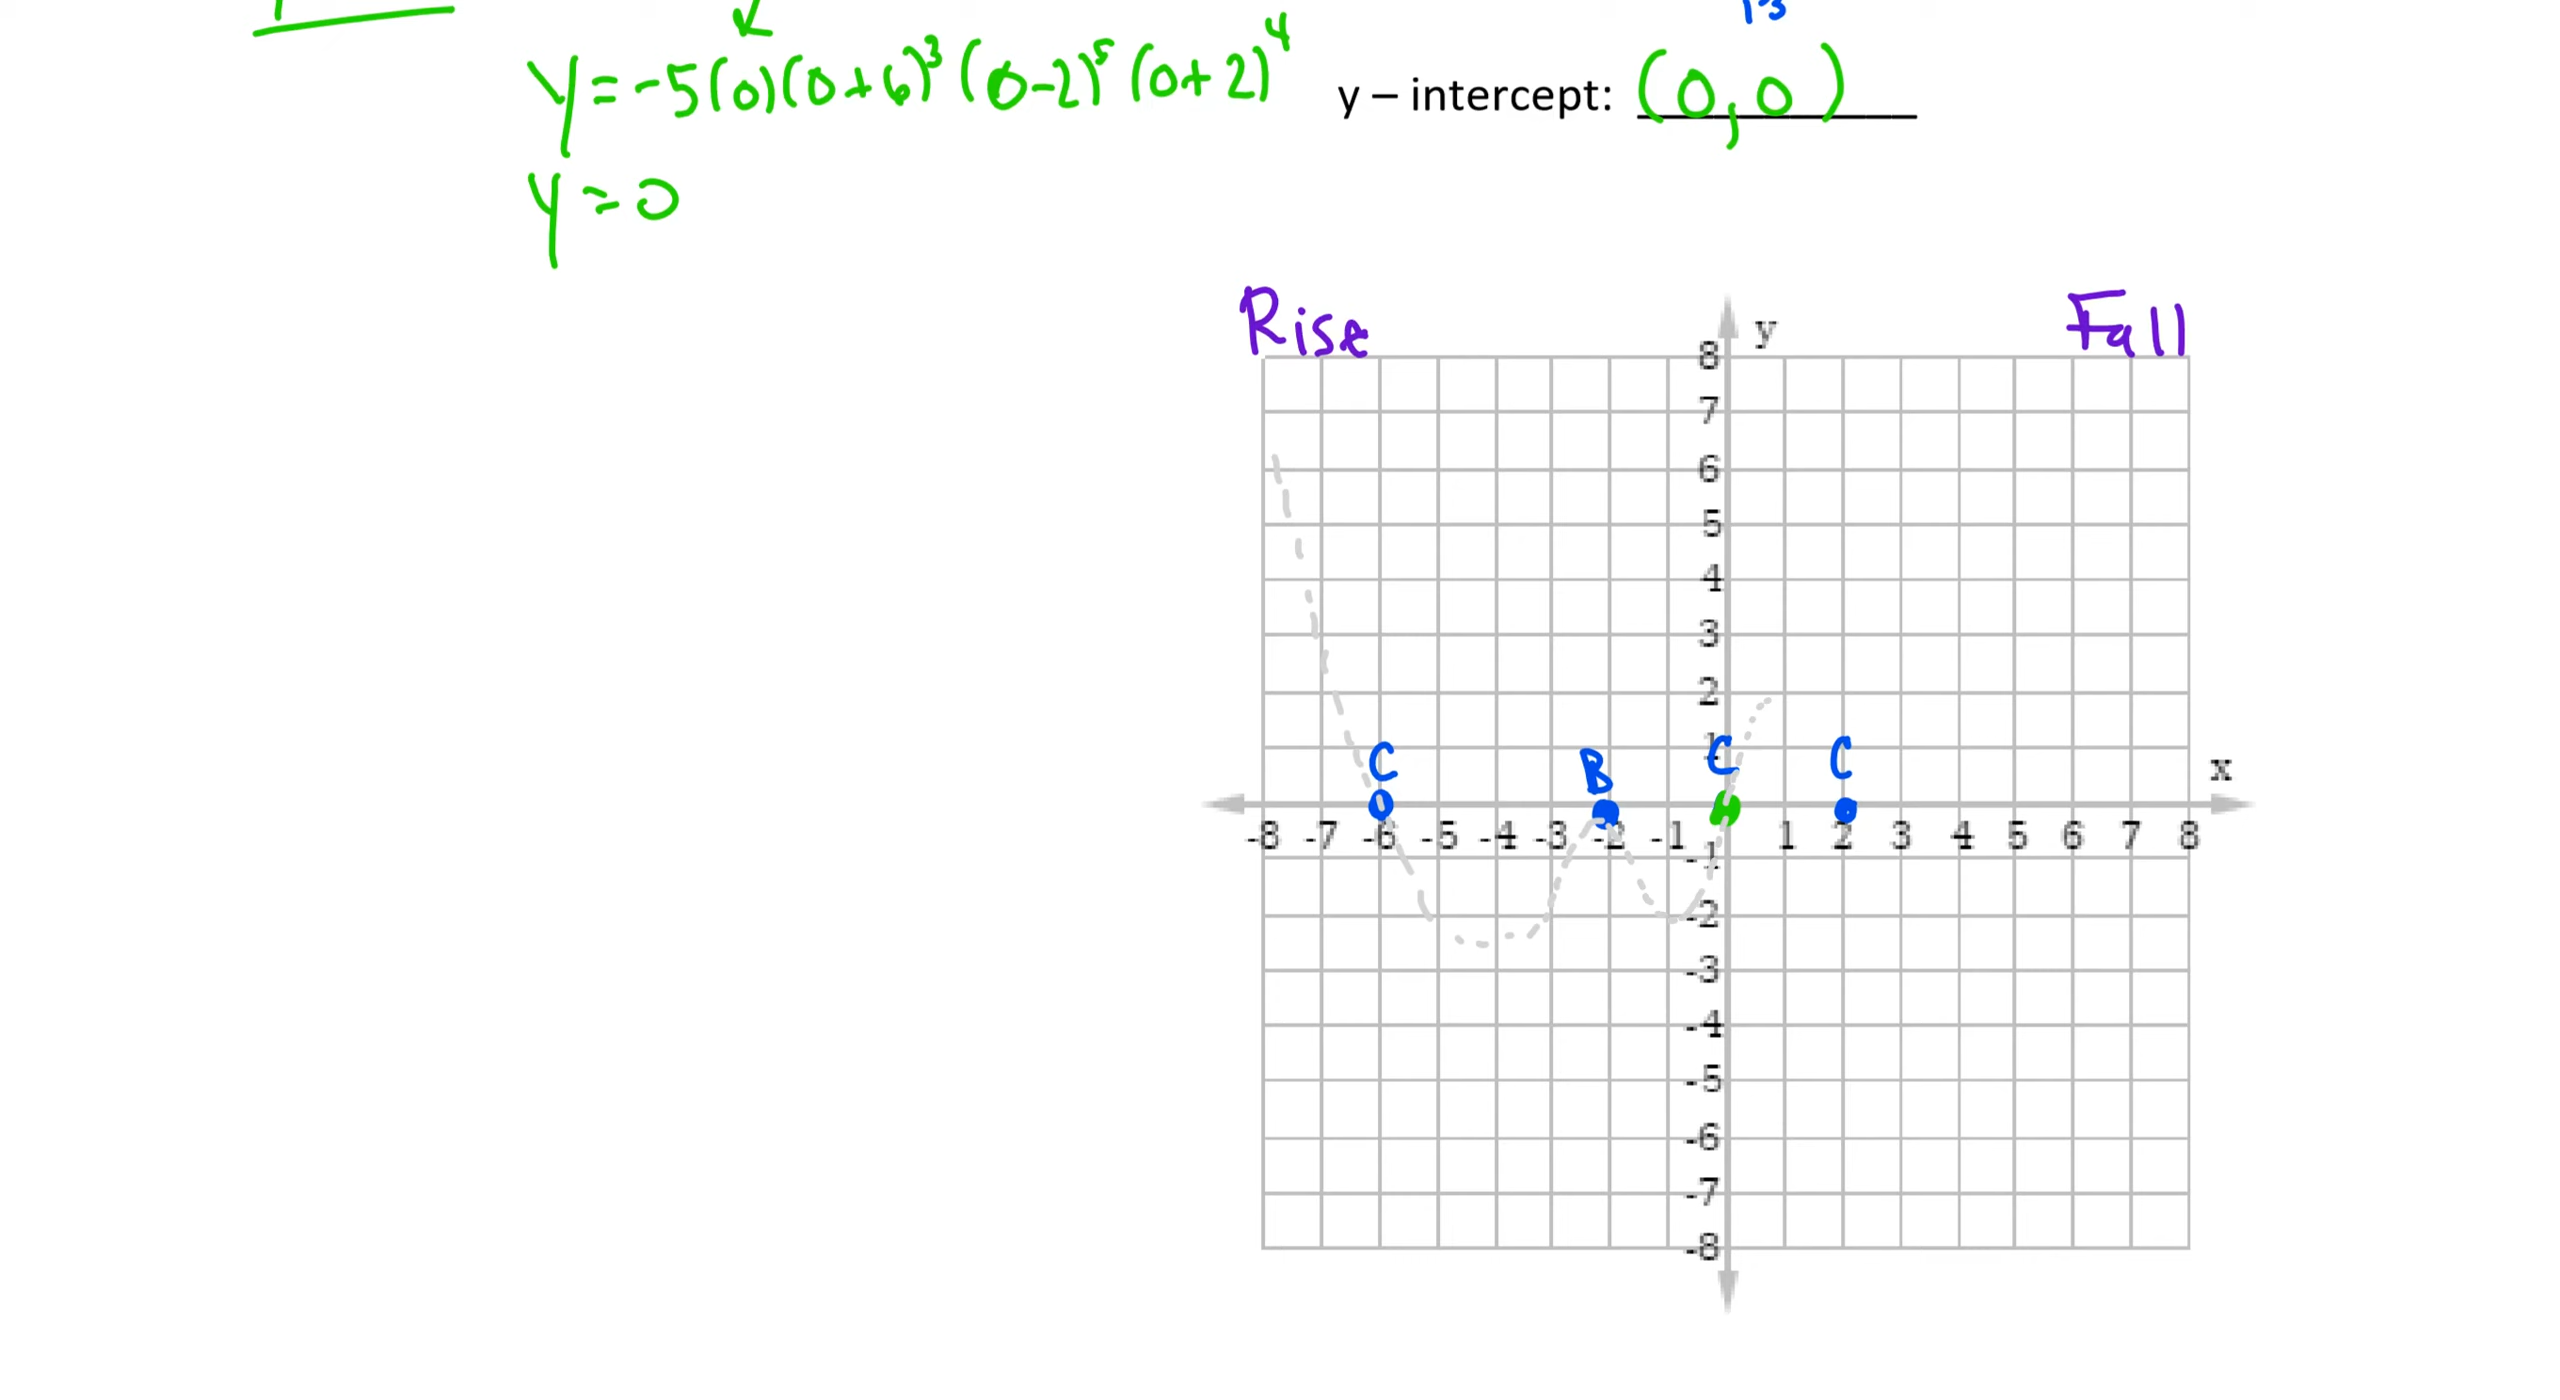 y = -5(0)(0+6)³(0-2)⁵(0+2)⁴ y – intercept: (0,0)
y = 0
Rise Fall
y
8
7
6
5
4
3
2
1
C B C C
x
-8 -7 -6 -5 -4 -3 -2 -1 1 2 3 4 5 6 7 8
-1
-2
-3
-4
-5
-6
-7
-8